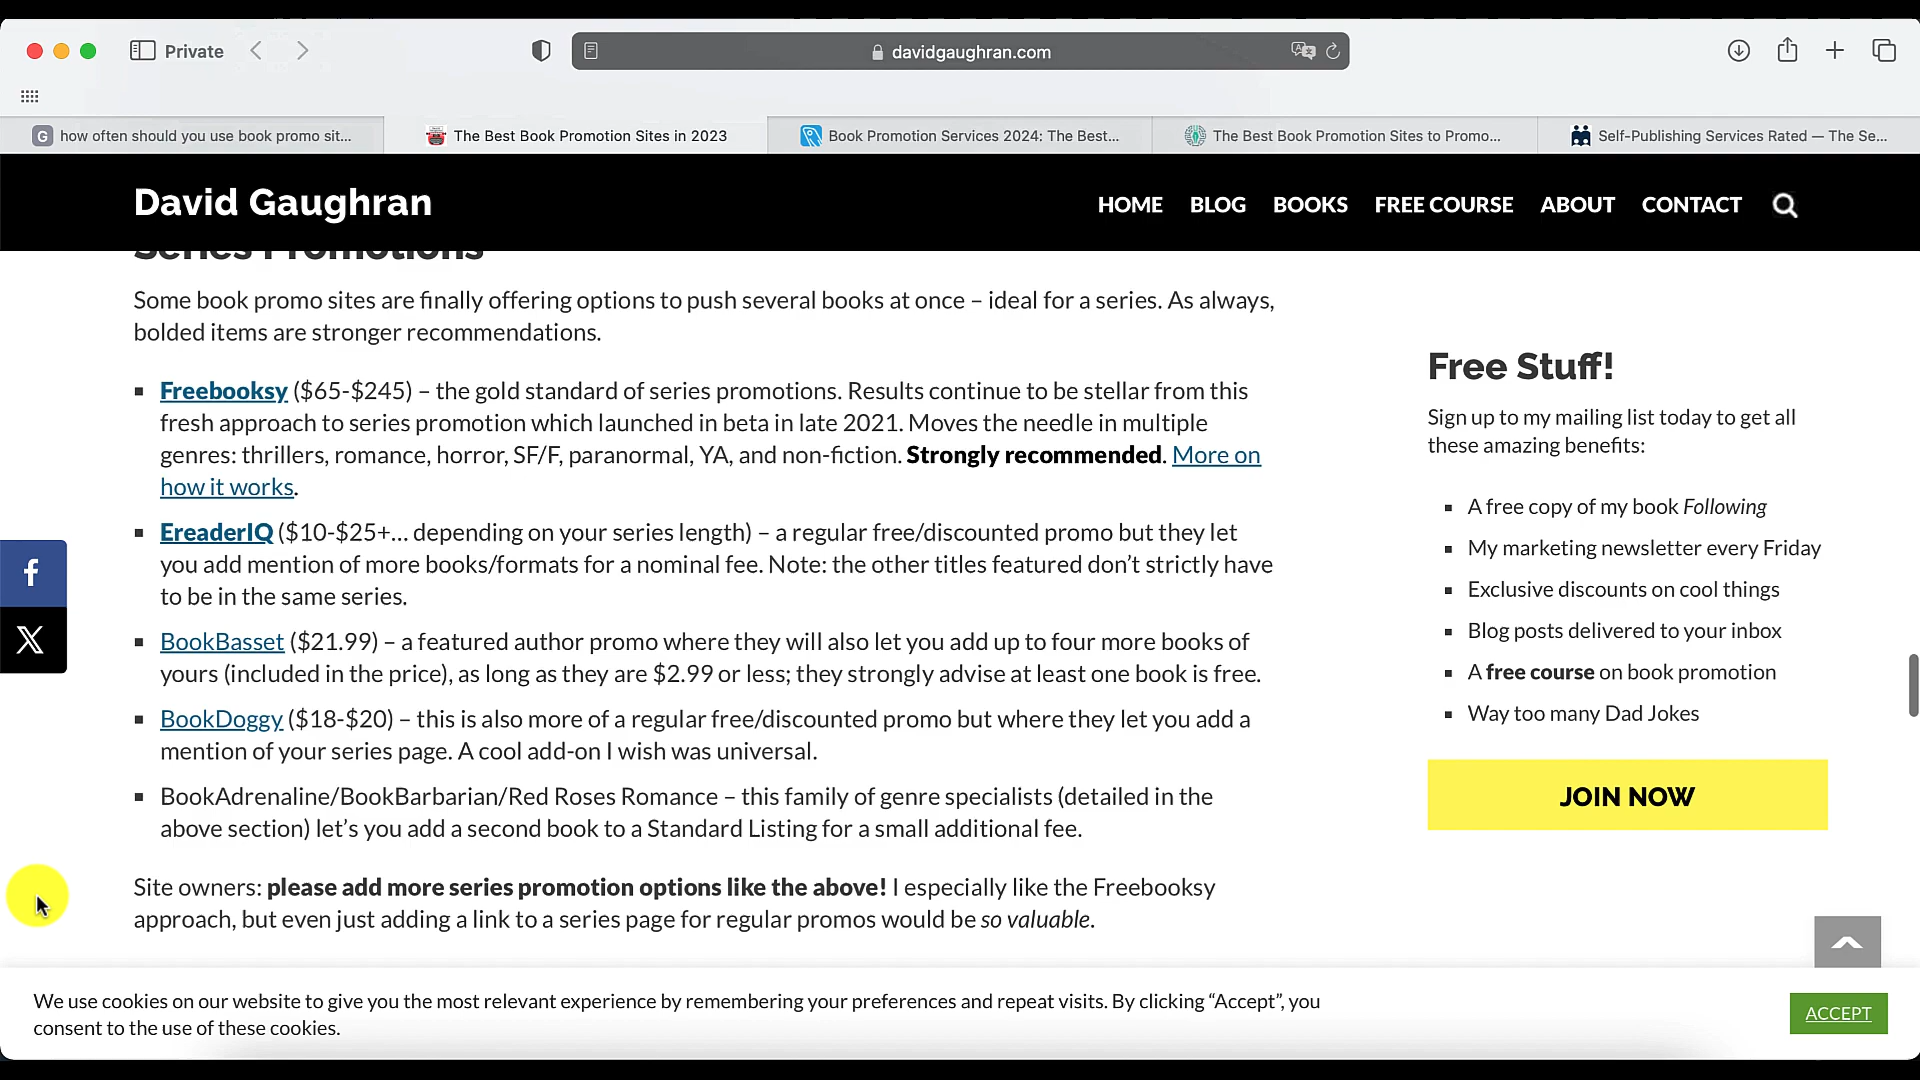 Private
davidgaughran.com
G how often should you use book promo sit...
The Best Book Promotion Sites in 2023
Book Promotion Services 2024: The Best...
The Best Book Promotion Sites to Promo...
Self-Publishing Services Rated — The Se...
David Gaughran
HOME BLOG BOOKS FREE COURSE ABOUT CONTACT
Series Promotions
Some book promo sites are finally offering options to push several books at once – ideal for a series. As always,
bolded items are stronger recommendations.
Freebooksy ($65-$245) – the gold standard of series promotions. Results continue to be stellar from this
fresh approach to series promotion which launched in beta in late 2021. Moves the needle in multiple
genres: thrillers, romance, horror, SF/F, paranormal, YA, and non-fiction. Strongly recommended. More on
how it works.
EreaderIQ ($10-$25+… depending on your series length) – a regular free/discounted promo but they let
you add mention of more books/formats for a nominal fee. Note: the other titles featured don’t strictly have
to be in the same series.
BookBasset ($21.99) – a featured author promo where they will also let you add up to four more books of
yours (included in the price), as long as they are $2.99 or less; they strongly advise at least one book is free.
BookDoggy ($18-$20) – this is also more of a regular free/discounted promo but where they let you add a
mention of your series page. A cool add-on I wish was universal.
BookAdrenaline/BookBarbarian/Red Roses Romance – this family of genre specialists (detailed in the
above section) let’s you add a second book to a Standard Listing for a small additional fee.
Site owners: please add more series promotion options like the above! I especially like the Freebooksy
approach, but even just adding a link to a series page for regular promos would be so valuable.
Free Stuff!
Sign up to my mailing list today to get all
these amazing benefits:
A free copy of my book Following
My marketing newsletter every Friday
Exclusive discounts on cool things
Blog posts delivered to your inbox
A free course on book promotion
Way too many Dad Jokes
JOIN NOW
We use cookies on our website to give you the most relevant experience by remembering your preferences and repeat visits. By clicking “Accept”, you
consent to the use of these cookies.
ACCEPT